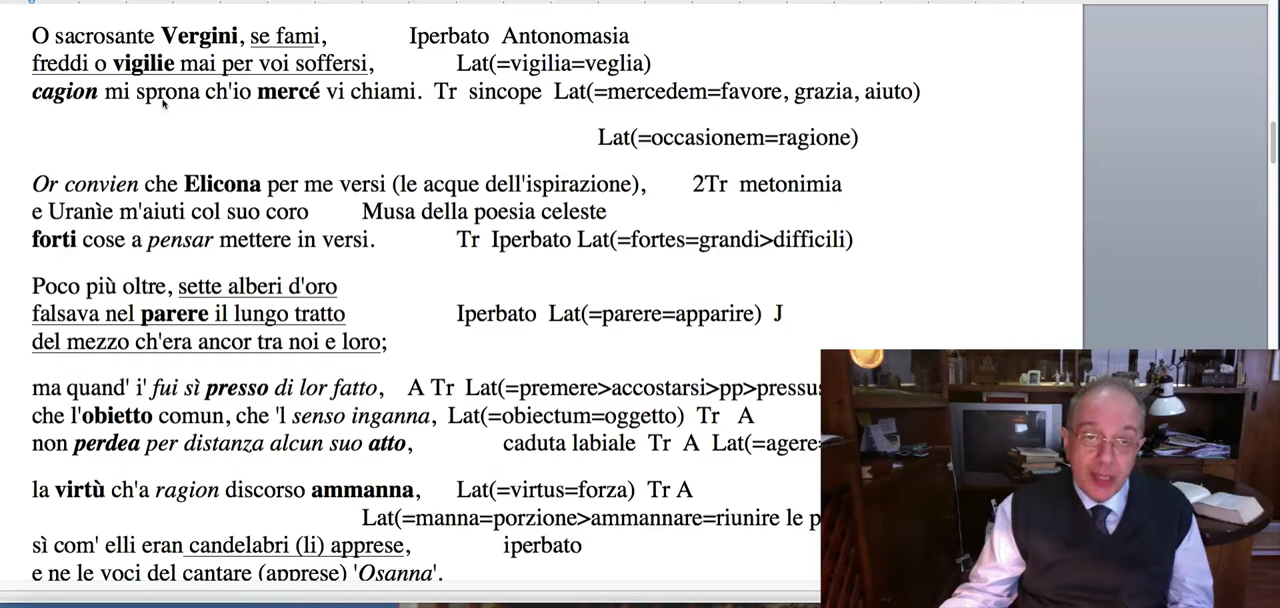 O sacrosante Vergini, se fami, Iperbato Antonomasia
freddi o vigilie mai per voi soffersi, Lat(=vigilia=veglia)
cagion mi sprona ch'io mercé vi chiami. Tr sincope Lat(=mercedem=favore, grazia, aiuto)
Lat(=occasionem=ragione)
Or convien che Elicona per me versi (le acque dell'ispirazione), 2Tr metonimia
e Uranìe m'aiuti col suo coro Musa della poesia celeste
forti cose a pensar mettere in versi. Tr Iperbato Lat(=fortes=grandi>difficili)
Poco più oltre, sette alberi d'oro
falsava nel parere il lungo tratto Iperbato Lat(=parere=apparire) J
del mezzo ch'era ancor tra noi e loro;
ma quand' i' fui sì presso di lor fatto, A Tr Lat(=premere>accostarsi>pp>pressus
che l'obietto comun, che 'l senso inganna, Lat(=obiectum=oggetto) Tr A
non perdea per distanza alcun suo atto, caduta labiale Tr A Lat(=agere=
la virtù ch'a ragion discorso ammanna, Lat(=virtus=forza) Tr A
Lat(=manna=porzione>ammannare=riunire le p
sì com' elli eran candelabri (li) apprese, iperbato
e ne le voci del cantare (apprese) 'Osanna'.